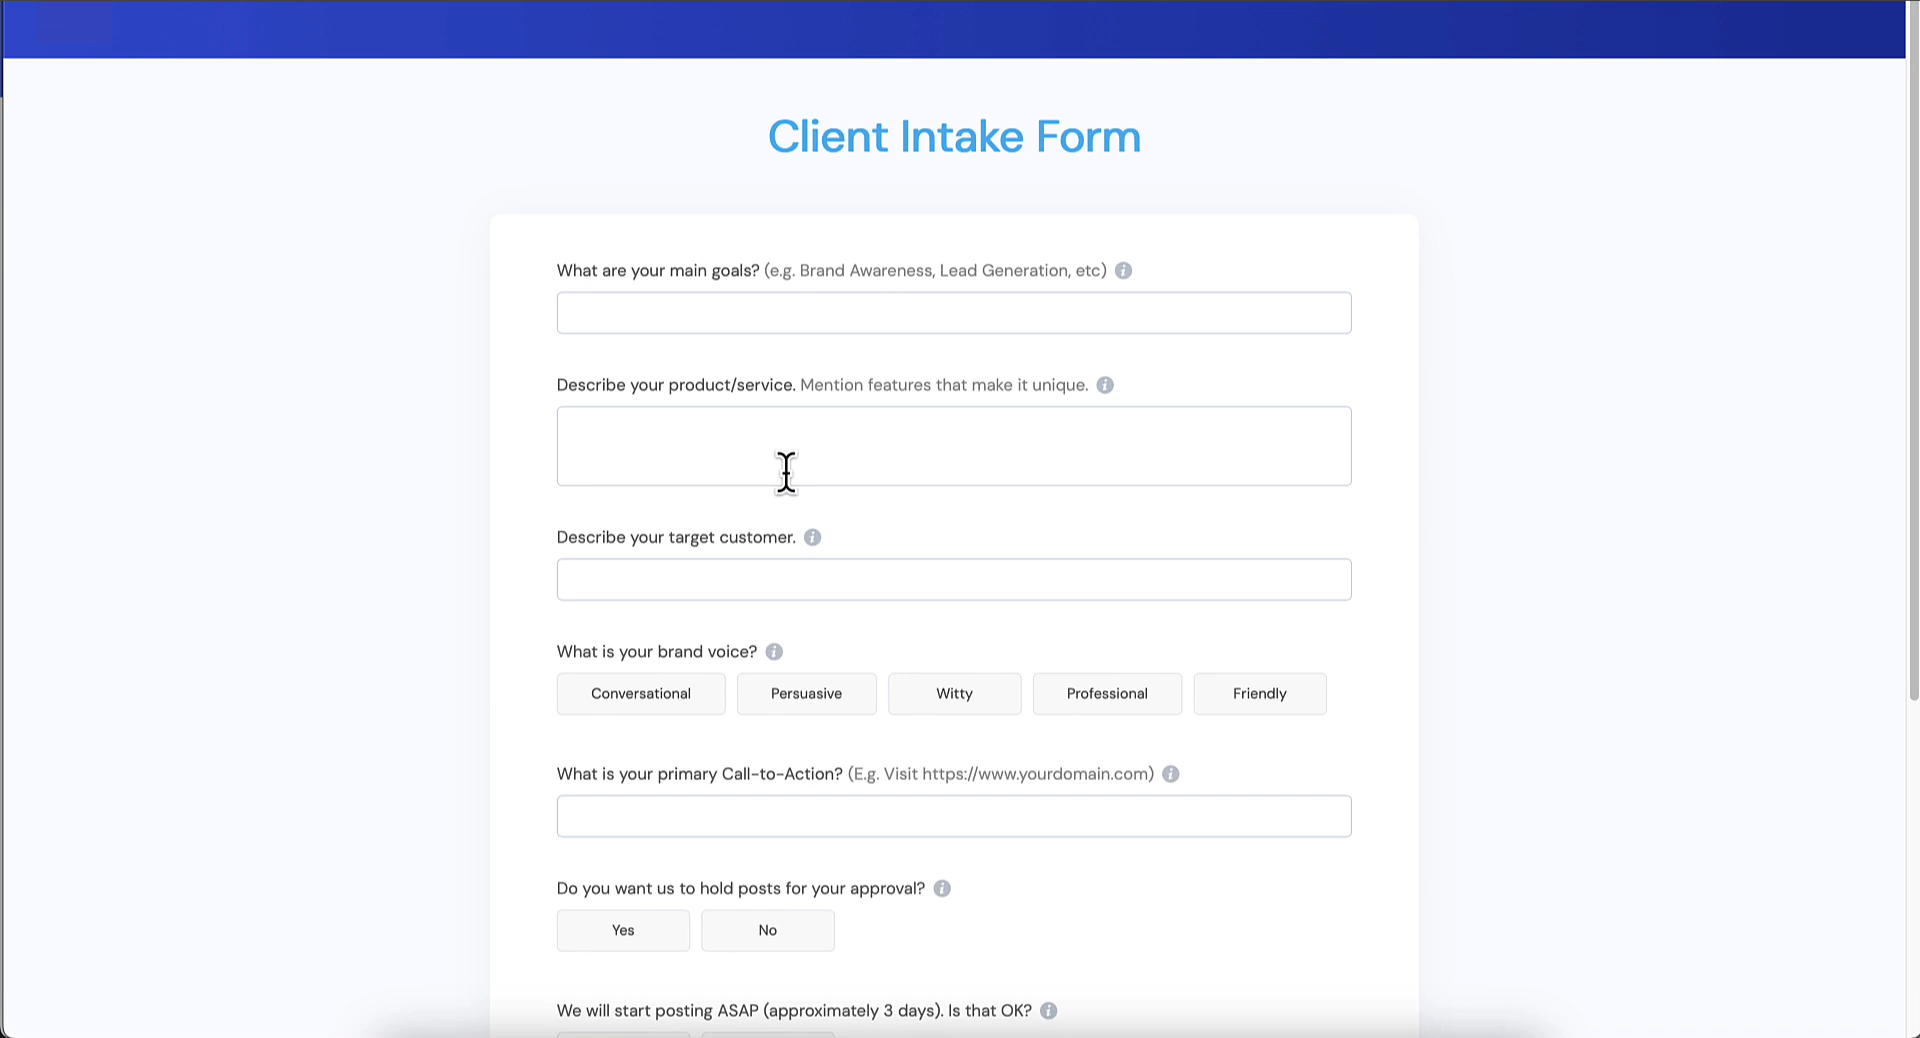 Client Intake Form
What are your main goals? (e.g. Brand Awareness, Lead Generation, etc) i
Describe your product/service. Mention features that make it unique. i
Describe your target customer. i
What is your brand voice? i
Conversational Persuasive Witty Professional Friendly
What is your primary Call-to-Action? (E.g. Visit https://www.yourdomain.com) i
Do you want us to hold posts for your approval? i
Yes No
We will start posting ASAP (approximately 3 days). Is that OK? i